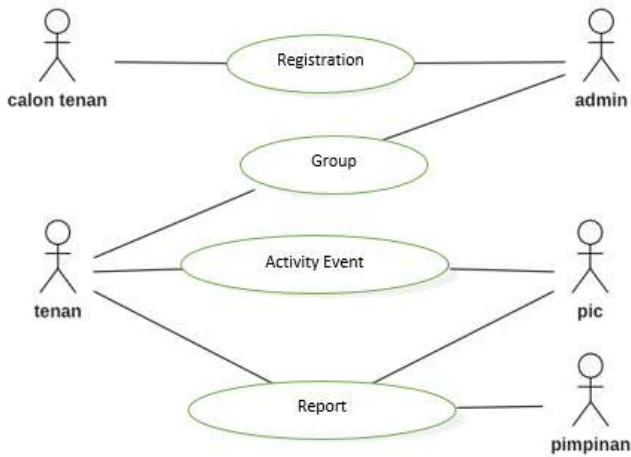 Registration
calon tenan
admin
Group
Activity Event
tenan
pic
Report
pimpinan